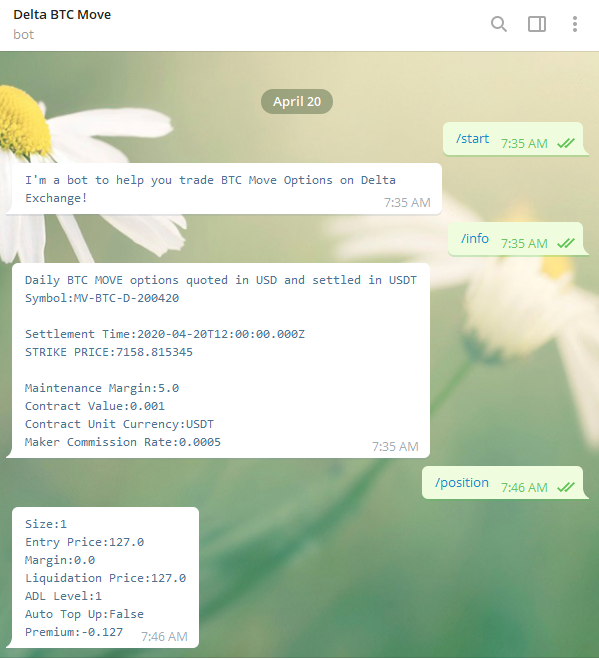 Delta BTC Move
bot
April 20
/start 7:35 AM
I'm a bot to help you trade BTC Move Options on Delta
Exchange!
7:35 AM
/info 7:35 AM
Daily BTC MOVE options quoted in USD and settled in USDT
Symbol:MV-BTC-D-200420
Settlement Time:2020-04-20T12:00:00.000Z
STRIKE PRICE:7158.815345
Maintenance Margin:5.0
Contract Value:0.001
Contract Unit Currency:USDT
Maker Commission Rate:0.0005
7:35 AM
/position 7:46 AM
Size:1
Entry Price:127.0
Margin:0.0
Liquidation Price:127.0
ADL Level:1
Auto Top Up:False
Premium:-0.127 7:46 AM